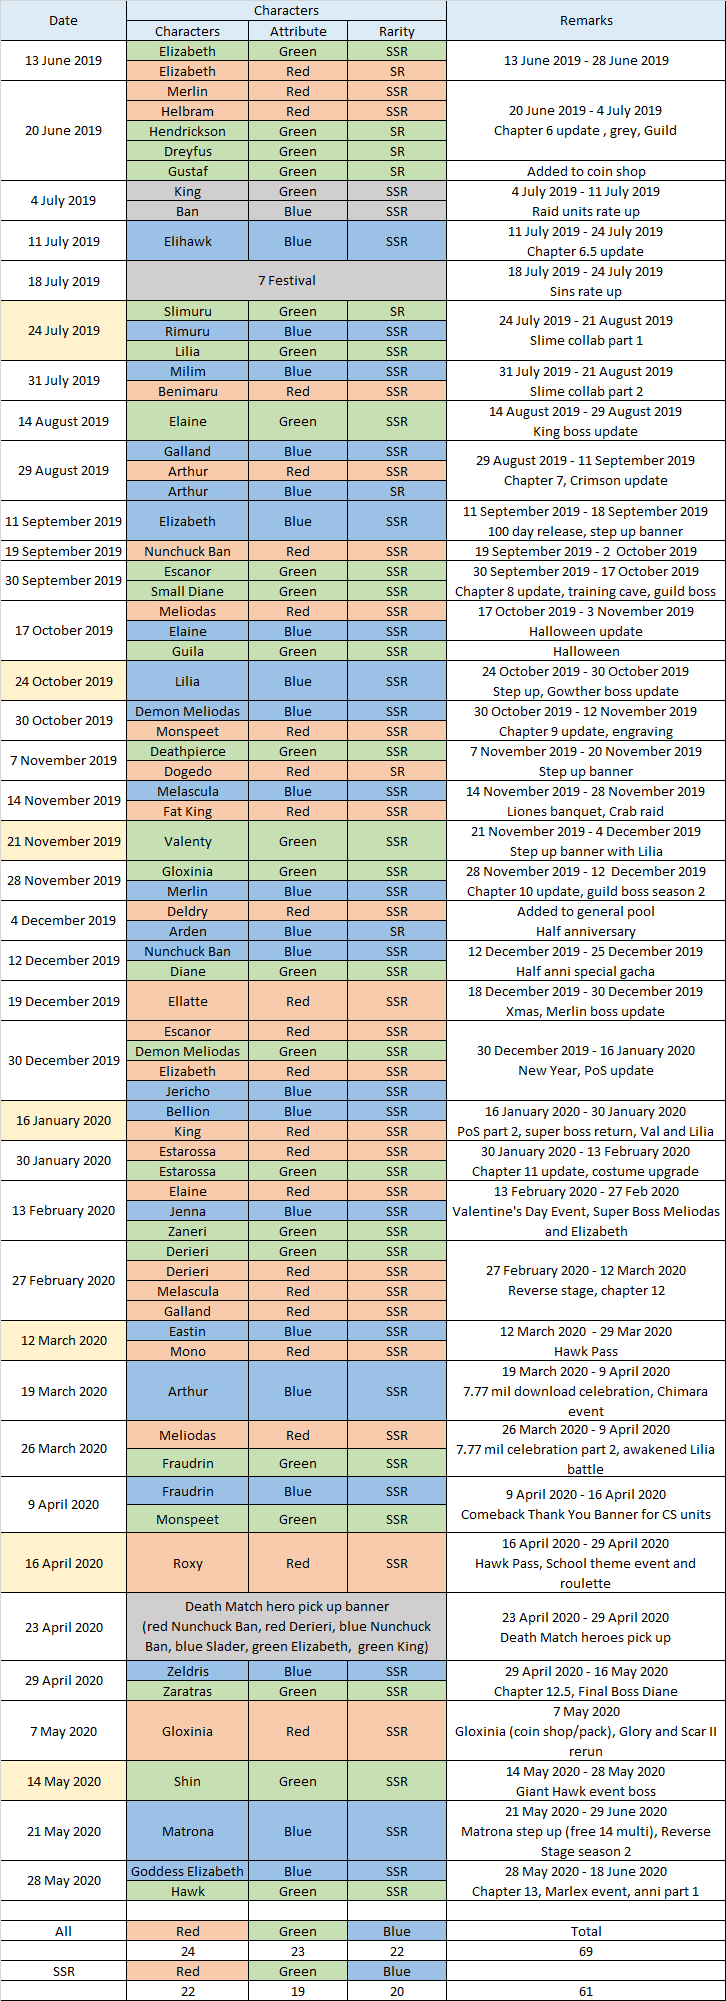 Date Characters Remarks
Characters Attribute Rarity
13 June 2019 Elizabeth Green SSR 13 June 2019 - 28 June 2019
Elizabeth Red SR
20 June 2019 Merlin Red SSR 20 June 2019 - 4 July 2019
Helbram Red SSR Chapter 6 update , grey, Guild
Hendrickson Green SR
Dreyfus Green SR
Gustaf Green SR Added to coin shop
4 July 2019 King Green SSR 4 July 2019 - 11 July 2019
Ban Blue SSR Raid units rate up
11 July 2019 Elihawk Blue SSR 11 July 2019 - 24 July 2019
Chapter 6.5 update
18 July 2019 7 Festival 18 July 2019 - 24 July 2019
Sins rate up
24 July 2019 Slimuru Green SR 24 July 2019 - 21 August 2019
Rimuru Blue SSR Slime collab part 1
Lilia Green SSR
31 July 2019 Milim Blue SSR 31 July 2019 - 21 August 2019
Benimaru Red SSR Slime collab part 2
14 August 2019 Elaine Green SSR 14 August 2019 - 29 August 2019
King boss update
29 August 2019 Galland Blue SSR 29 August 2019 - 11 September 2019
Arthur Red SSR Chapter 7, Crimson update
Arthur Blue SR
11 September 2019 Elizabeth Blue SSR 11 September 2019 - 18 September 2019
100 day release, step up banner
19 September 2019 Nunchuck Ban Red SSR 19 September 2019 - 2  October 2019
30 September 2019 Escanor Green SSR 30 September 2019 - 17 October 2019
Small Diane Green SSR Chapter 8 update, training cave, guild boss
17 October 2019 Meliodas Red SSR 17 October 2019 - 3 November 2019
Elaine Blue SSR Halloween update
Guila Green SSR Halloween
24 October 2019 Lilia Blue SSR 24 October 2019 - 30 October 2019
Step up, Gowther boss update
30 October 2019 Demon Meliodas Blue SSR 30 October 2019 - 12 November 2019
Monspeet Red SSR Chapter 9 update, engraving
7 November 2019 Deathpierce Green SSR 7 November 2019 - 20 November 2019
Dogedo Red SR Step up banner
14 November 2019 Melascula Blue SSR 14 November 2019 - 28 November 2019
Fat King Red SSR Liones banquet, Crab raid
21 November 2019 Valenty Green SSR 21 November 2019 - 4 December 2019
Step up banner with Lilia
28 November 2019 Gloxinia Green SSR 28 November 2019 - 12  December 2019
Merlin Blue SSR Chapter 10 update, guild boss season 2
4 December 2019 Deldry Red SSR Added to general pool
Arden Blue SR Half anniversary
12 December 2019 Nunchuck Ban Blue SSR 12 December 2019 - 25 December 2019
Diane Green SSR Half anni special gacha
19 December 2019 Ellatte Red SSR 18 December 2019 - 30 December 2019
Xmas, Merlin boss update
30 December 2019 Escanor Red SSR 30 December 2019 - 16 January 2020
Demon Meliodas Green SSR New Year, PoS update
Elizabeth Red SSR
Jericho Blue SSR
16 January 2020 Bellion Blue SSR 16 January 2020 - 30 January 2020
King Red SSR PoS part 2, super boss return, Val and Lilia
30 January 2020 Estarossa Red SSR 30 January 2020 - 13 February 2020
Estarossa Green SSR Chapter 11 update, costume upgrade
13 February 2020 Elaine Red SSR 13 February 2020 - 27 Feb 2020
Jenna Blue SSR Valentine's Day Event, Super Boss Meliodas
Zaneri Green SSR and Elizabeth
27 February 2020 Derieri Green SSR 27 February 2020 - 12 March 2020
Derieri Red SSR Reverse stage, chapter 12
Melascula Red SSR
Galland Red SSR
12 March 2020 Eastin Blue SSR 12 March 2020  - 29 Mar 2020
Mono Red SSR Hawk Pass
19 March 2020 Arthur Blue SSR 19 March 2020 - 9 April 2020
7.77 mil download celebration, Chimara
event
26 March 2020 Meliodas Red SSR 26 March 2020 - 9 April 2020
Fraudrin Green SSR 7.77 mil celebration part 2, awakened Lilia
battle
9 April 2020 Fraudrin Blue SSR 9 April 2020 - 16 April 2020
Monspeet Green SSR Comeback Thank You Banner for CS units
16 April 2020 Roxy Red SSR 16 April 2020 - 29 April 2020
Hawk Pass, School theme event and
roulette
23 April 2020 Death Match hero pick up banner 23 April 2020 - 29 April 2020
(red Nunchuck Ban, red Derieri, blue Nunchuck Death Match heroes pick up
Ban, blue Slader, green Elizabeth,  green King)
29 April 2020 Zeldris Blue SSR 29 April 2020 - 16 May 2020
Zaratras Green SSR Chapter 12.5, Final Boss Diane
7 May 2020 Gloxinia Red SSR 7 May 2020
Gloxinia (coin shop/pack), Glory and Scar II
rerun
14 May 2020 Shin Green SSR 14 May 2020 - 28 May 2020
Giant Hawk event boss
21 May 2020 Matrona Blue SSR 21 May 2020 - 29 June 2020
Matrona step up (free 14 multi), Reverse
Stage season 2
28 May 2020 Goddess Elizabeth Blue SSR 28 May 2020 - 18 June 2020
Hawk Green SSR Chapter 13, Marlex event, anni part 1
All Red Green Blue Total
24 23 22 69
SSR Red Green Blue
22 19 20 61